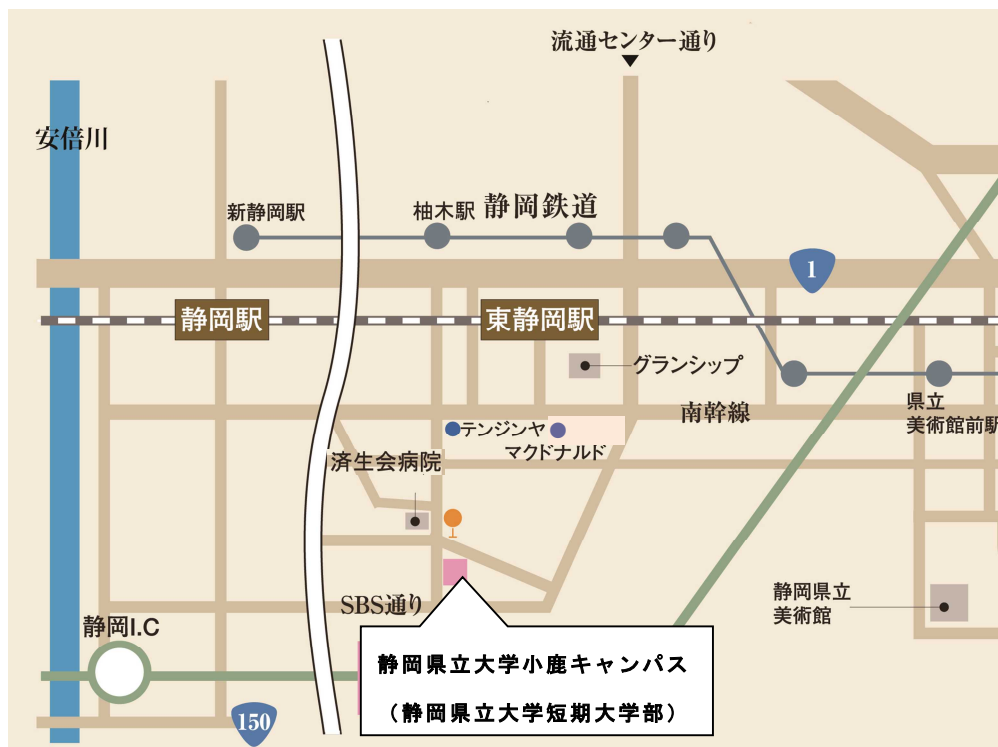 流通センター通り
安倍川
新静岡駅
柚木駅
静岡鉄道
1
静岡駅
東静岡駅
グランシップ
県立
美術館前駅
南幹線
テンジンヤ
マクドナルド
済生会病院
静岡県立
美術館
SBS通り
静岡I.C
静岡県立大学小鹿キャンパス
（静岡県立大学短期大学部）
150